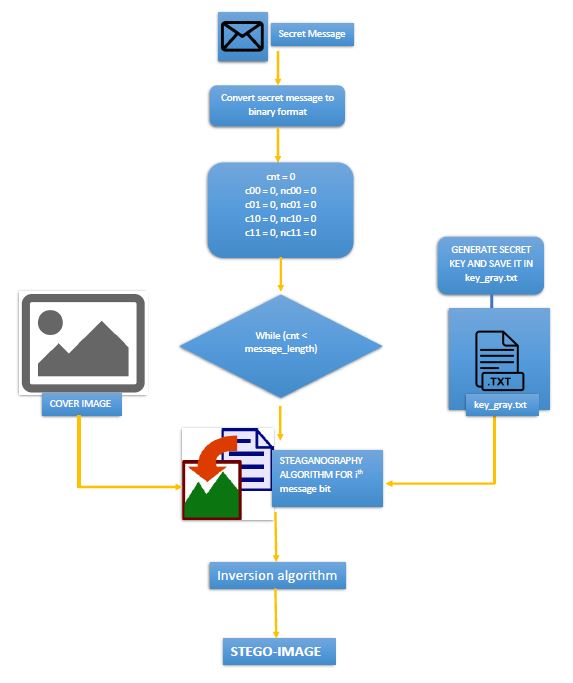 Secret Message
Convert secret message to
binary format
cnt = 0
c00 = 0, nc00 = 0
c01 = 0, nc01 = 0
c10 = 0, nc10 = 0
c11 = 0, nc11 = 0
GENERATE SECRET
KEY AND SAVE IT IN
key_gray.txt
While (cnt <
message_length)
.TXT
key_gray.txt
COVER IMAGE
STEAGANOGRAPHY
ALGORITHM FOR iᵗʰ
message bit
Inversion algorithm
STEGO-IMAGE